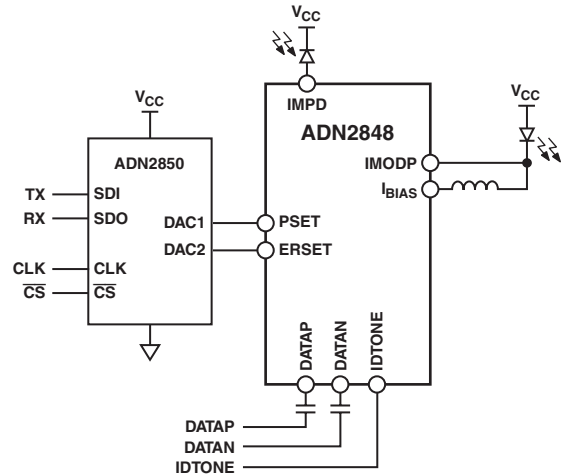 VCC
IMPD
ADN2848
VCC
IMODP
IBIAS
VCC
ADN2850
TX
SDI
RX
SDO
CLK
CLK
CS
CS
DAC1
DAC2
PSET
ERSET
DATAP
DATAN
IDTONE
DATAP
DATAN
IDTONE